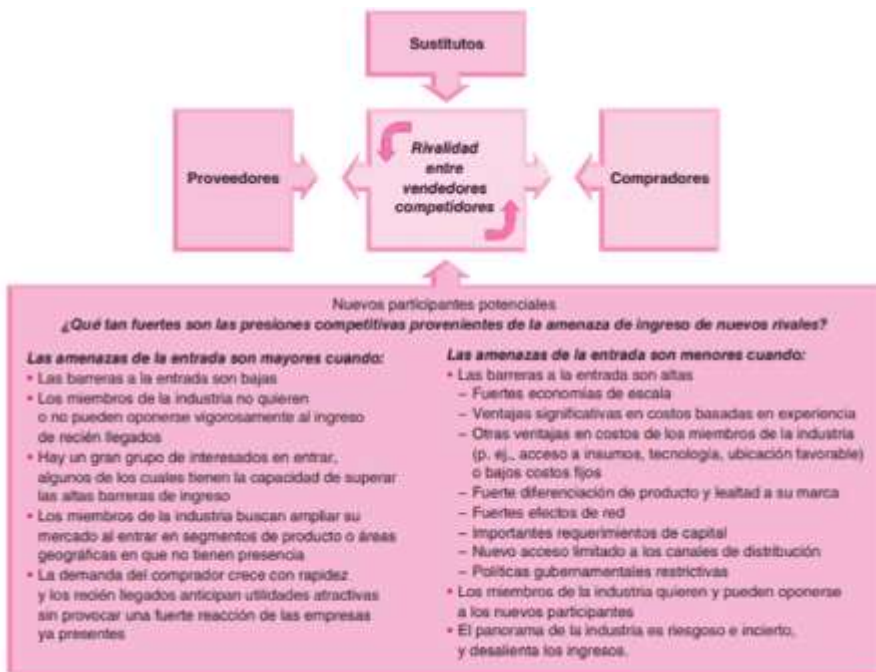 Sustitutos
Proveedores
Rivalidad
entre
vendedores
competidores
Compradores
Nuevos participantes potenciales
¿Qué tan fuertes son las presiones competitivas provenientes de la amenaza de ingreso de nuevos rivales?
Las amenazas de la entrada son mayores cuando:
• Las barreras a la entrada son bajas
• Los miembros de la industria no quieren
o no pueden oponerse vigorosamente al ingreso
de recién llegados
• Hay un gran grupo de interesados en entrar,
algunos de los cuales tienen la capacidad de superar
las altas barreras de ingreso
• Los miembros de la industria buscan ampliar su
mercado al entrar en segmentos de producto o áreas
geográficas en que no tienen presencia
• La demanda del comprador crece con rapidez
y los recién llegados anticipan utilidades atractivas
sin provocar una fuerte reacción de las empresas
ya presentes
Las amenazas de la entrada son menores cuando:
• Las barreras a la entrada son altas
– Fuertes economías de escala
– Ventajas significativas en costos basadas en experiencia
– Otras ventajas en costos de los miembros de la industria
(p. ej., acceso a insumos, tecnología, ubicación favorable)
o bajos costos fijos
– Fuerte diferenciación de producto y lealtad a su marca
– Fuertes efectos de red
– Importantes requerimientos de capital
– Nuevo acceso limitado a los canales de distribución
– Políticas gubernamentales restrictivas
• Los miembros de la industria quieren y pueden oponerse
a los nuevos participantes
• El panorama de la industria es riesgoso e incierto,
y desalienta los ingresos.